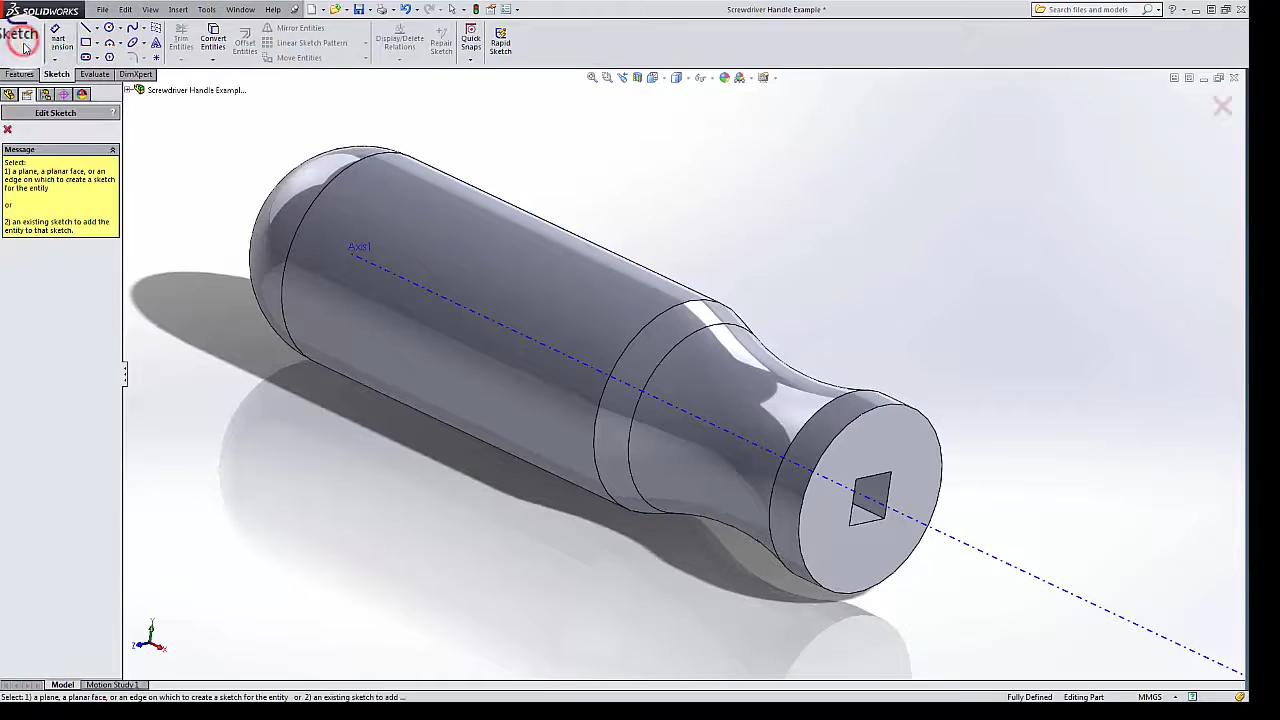 SOLIDWORKS
File Edit View Insert Tools Window Help
Screwdriver Handle Example *
Search files and models
Sketch
mart
ension
Trim
Entities
Convert
Entities
Offset
Entities
Mirror Entities
Linear Sketch Pattern
Move Entities
Display/Delete
Relations
Repair
Sketch
Quick
Snaps
Rapid
Sketch
Features Sketch Evaluate DimXpert
Screwdriver Handle Exampl...
Edit Sketch
?
Message
Select:
1) a plane, a planar face, or an
edge on which to create a sketch
for the entity
or
2) an existing sketch to add the
entity to that sketch.
Axis1
Y
Z
X
Model Motion Study 1
Select: 1) a plane, a planar face, or an edge on which to create a sketch for the entity or 2) an existing sketch to add ...
Fully Defined Editing Part MMGS